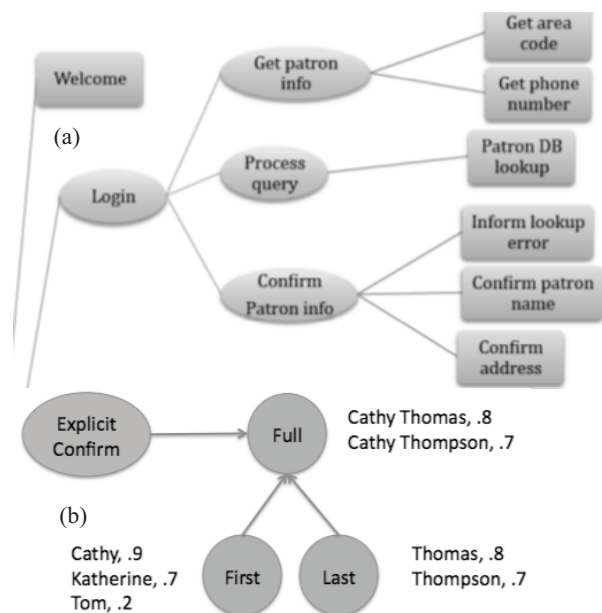 Welcome
(a)
Login
Get patron
info
Get area
code
Get phone
number
Process
query
Patron DB
lookup
Confirm
Patron info
Inform lookup
error
Confirm patron
name
Confirm
address
Explicit
Confirm
Full
Cathy Thomas, .8
Cathy Thompson, .7
(b)
Cathy, .9
Katherine, .7
Tom, .2
First
Last
Thomas, .8
Thompson, .7